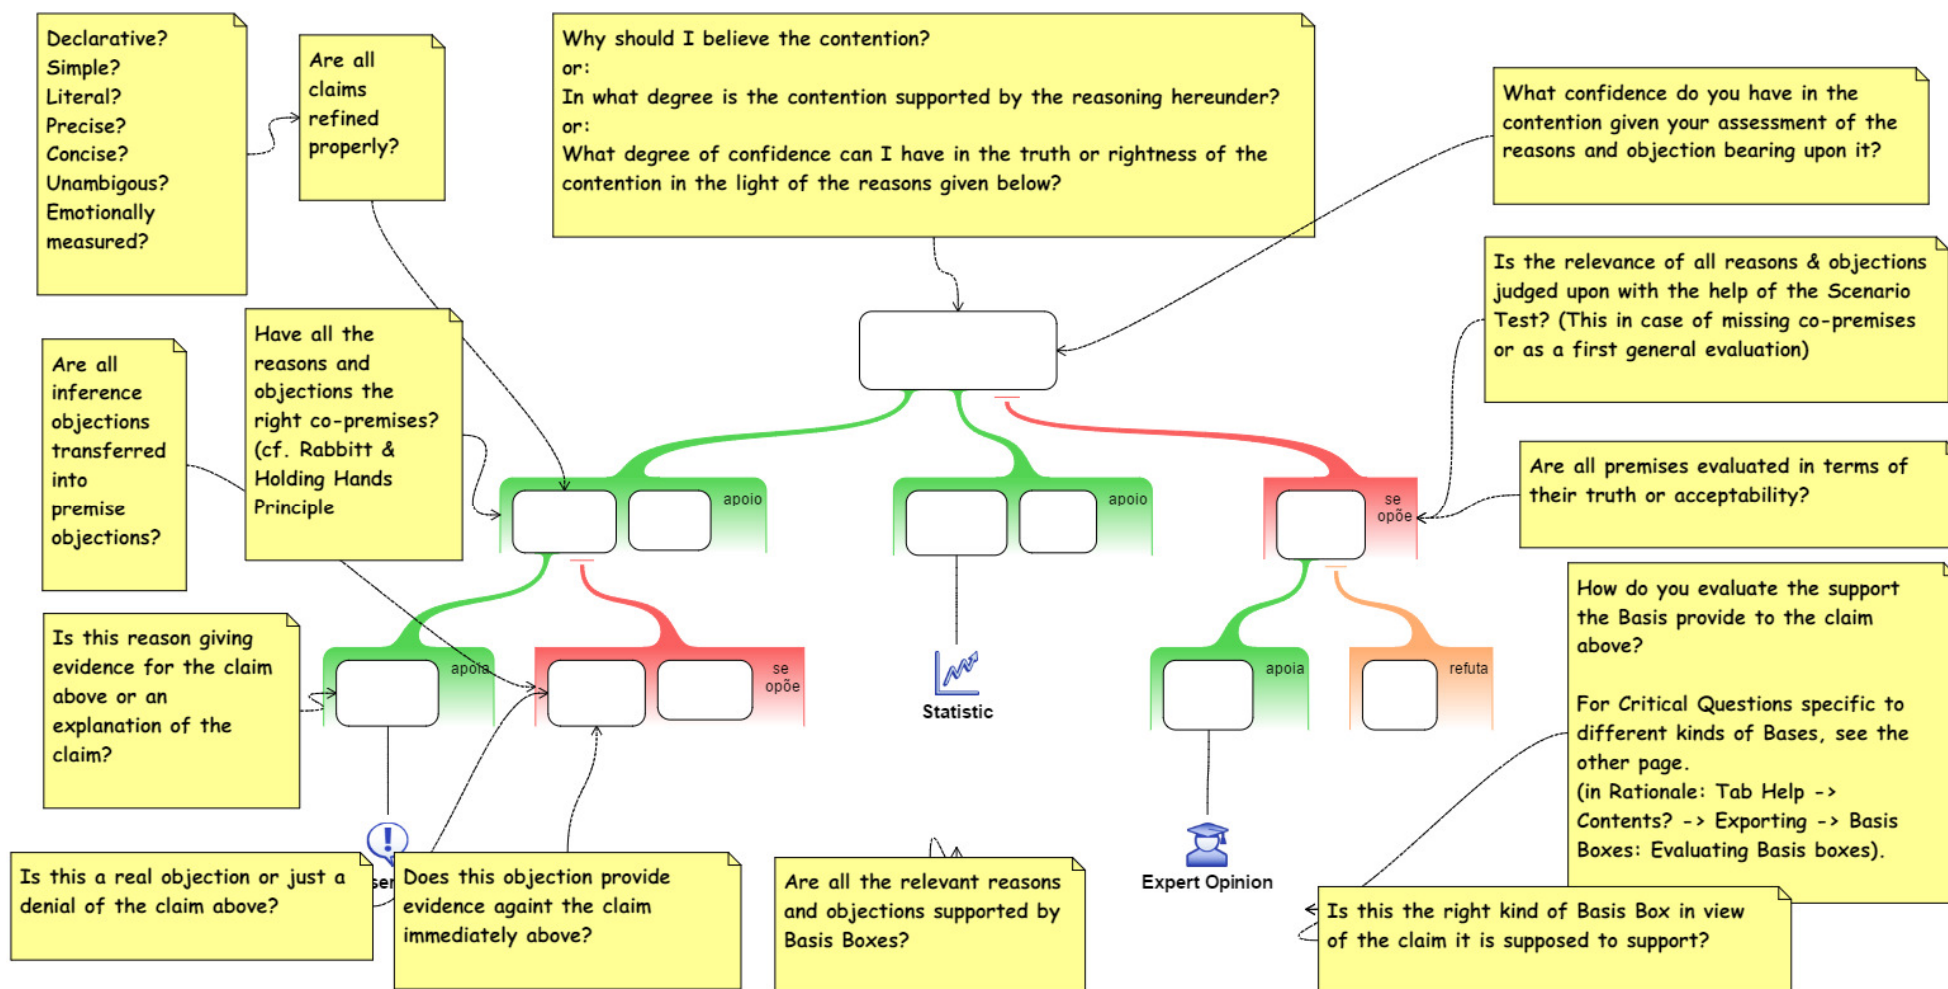 Declarative?
Simple?
Literal?
Precise?
Concise?
Unambigous?
Emotionally
measured?
Are all
claims
refined
properly?
Why should I believe the contention?
or:
In what degree is the contention supported by the reasoning hereunder?
or:
What degree of confidence can I have in the truth or rightness of the
contention in the light of the reasons given below?
What confidence do you have in the
contention given your assessment of the
reasons and objection bearing upon it?
Is the relevance of all reasons & objections
judged upon with the help of the Scenario
Test? (This in case of missing co-premises
or as a first general evaluation)
Have all the
reasons and
objections the
right co-premises?
(cf. Rabbitt &
Holding Hands
Principle
Are all
inference
objections
transferred
into
premise
objections?
apoio
apoio
se
opõe
Are all premises evaluated in terms of
their truth or acceptability?
How do you evaluate the support
the Basis provide to the claim
above?
For Critical Questions specific to
different kinds of Bases, see the
other page.
(in Rationale: Tab Help ->
Contents? -> Exporting -> Basis
Boxes: Evaluating Basis boxes).
Is this reason giving
evidence for the claim
above or an
explanation of the
claim?
apoia
se
opõe
Statistic
apoia
refuta
Is this a real objection or just a
denial of the claim above?
Does this objection provide
evidence againt the claim
immediately above?
Are all the relevant reasons
and objections supported by
Basis Boxes?
Expert Opinion
Is this the right kind of Basis Box in view
of the claim it is supposed to support?